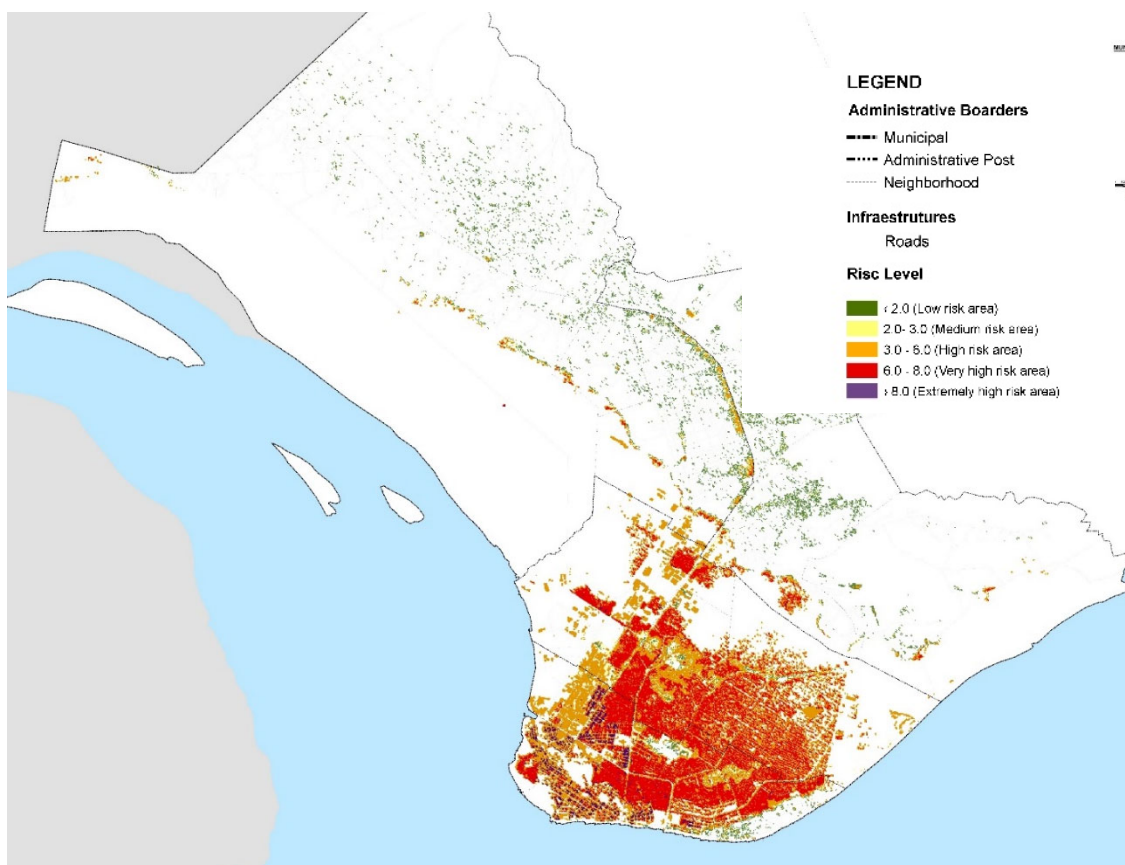 LEGEND
Administrative Boarders
Municipal
Administrative Post
Neighborhood
Infraestrutures
Roads
Risc Level
‹ 2.0 (Low risk area)
2.0- 3.0 (Medium risk area)
3.0 - 5.0 (High risk area)
6.0 - 8.0 (Very high risk area)
› 8.0 (Extremely high risk area)